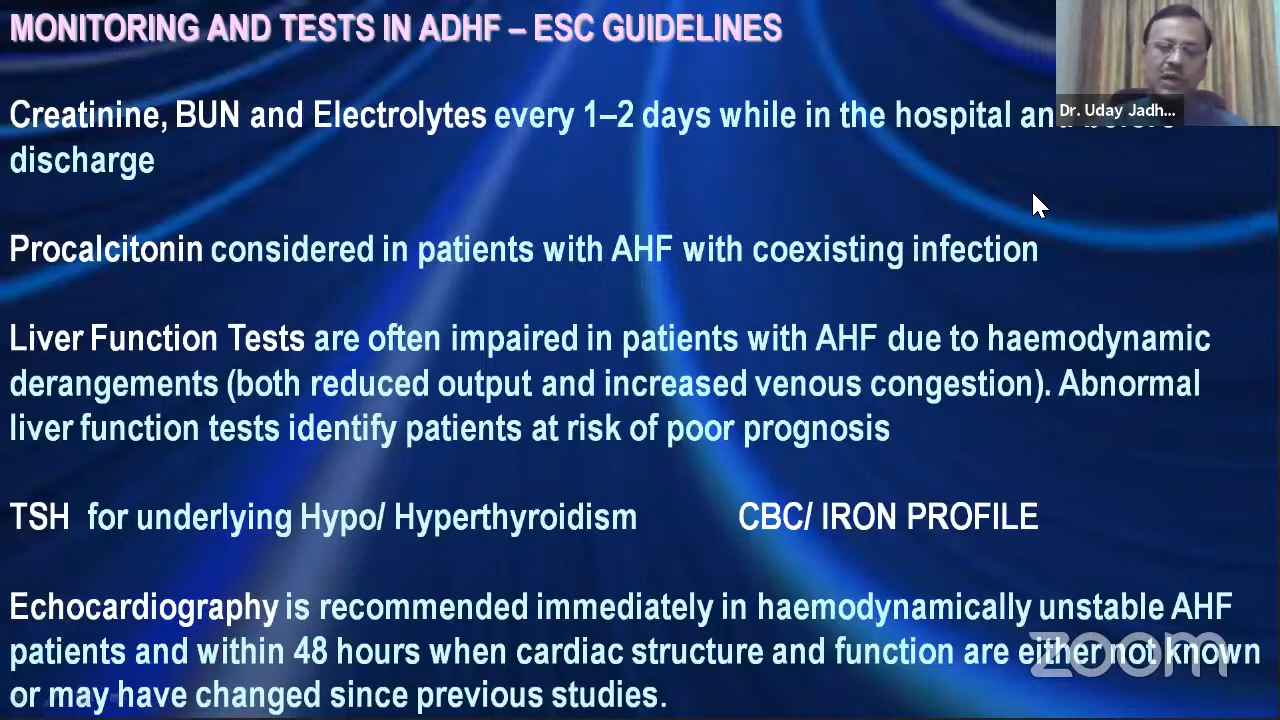 MONITORING AND TESTS IN ADHF – ESC GUIDELINES
Dr. Uday Jadh...
Creatinine, BUN and Electrolytes every 1–2 days while in the hospital and before
discharge
Procalcitonin considered in patients with AHF with coexisting infection
Liver Function Tests are often impaired in patients with AHF due to haemodynamic
derangements (both reduced output and increased venous congestion). Abnormal
liver function tests identify patients at risk of poor prognosis
TSH for underlying Hypo/ Hyperthyroidism CBC/ IRON PROFILE
Echocardiography is recommended immediately in haemodynamically unstable AHF
patients and within 48 hours when cardiac structure and function are either not known
or may have changed since previous studies.
zoom